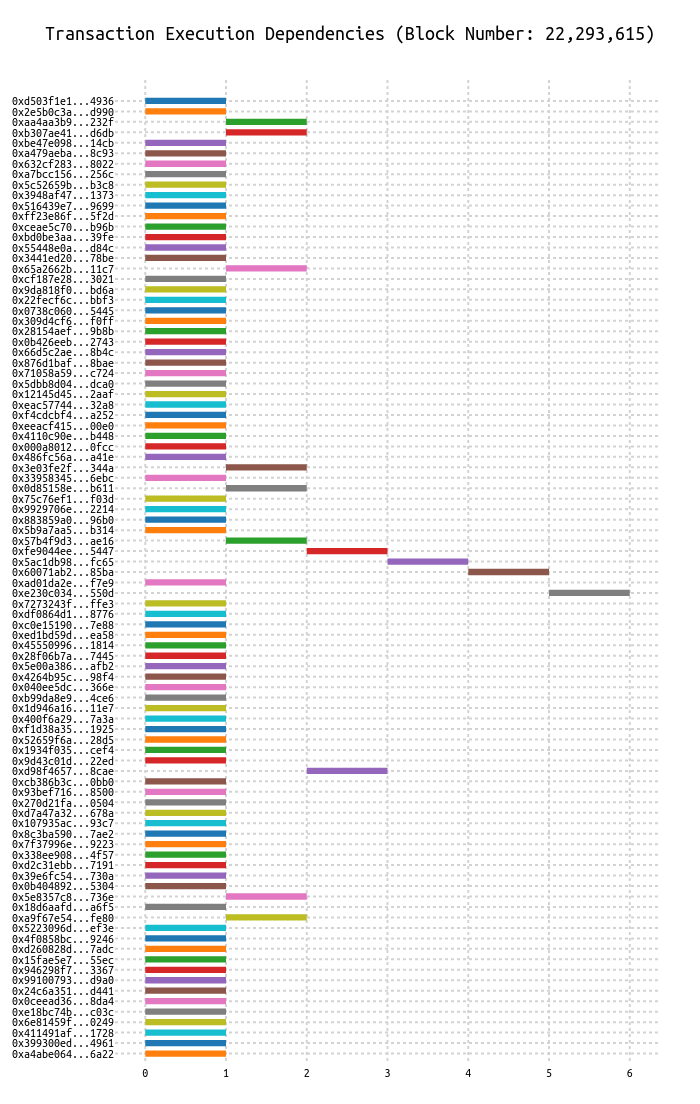 Transaction Execution Dependencies (Block Number: 22,293,615)
0xd503f1e1...4936
0x2e5b0c3a...d990
0xaa4aa3b9...232f
0xb307ae41...d6db
0xbe47e098...14cb
0xa479aeba...8c93
0x632cf283...8022
0xa7bcc156...256c
0x5c52659b...b3c8
0x3948af47...1373
0x516439e7...9699
0xff23e86f...5f2d
0xceae5c70...b96b
0xbd0be3aa...39fe
0x55448e0a...d84c
0x3441ed20...78be
0x65a2662b...11c7
0xcf187e28...3021
0x9da818f0...bd6a
0x22fecf6c...bbf3
0x0738c060...5445
0x309d4cf6...f0ff
0x28154aef...9b8b
0x0b426eeb...2743
0x66d5c2ae...8b4c
0x876d1baf...8bae
0x71058a59...c724
0x5dbb8d04...dca0
0x12145d45...2aaf
0xeac57744...32a8
0xf4cdcbf4...a252
0xeeacf415...00e0
0x4110c90e...b448
0x000a8012...0fcc
0x486fc56a...a41e
0x3e03fe2f...344a
0x33958345...6ebc
0x0d85158e...b611
0x75c76ef1...f03d
0x9929706e...2214
0x883859a0...96b0
0x5b9a7aa5...b314
0x57b4f9d3...ae16
0xfe9044ee...5447
0x5ac1db98...fc65
0x60071ab2...85ba
0xad01da2e...f7e9
0xe230c034...550d
0x7273243f...ffe3
0xdf0864d1...8776
0xc0e15190...7e88
0xed1bd59d...ea58
0x45550996...1814
0x28f06b7a...7445
0x5e00a386...afb2
0x4264b95c...98f4
0x040ee5dc...366e
0xb99da8e9...4ce6
0x1d946a16...11e7
0x400f6a29...7a3a
0xf1d38a35...1925
0x52659f6a...28d5
0x1934f035...cef4
0x9d43c01d...22ed
0xd98f4657...8cae
0xcb386b3c...0bb0
0x93bef716...8500
0x270d21fa...0504
0xd7a47a32...678a
0x107935ac...93c7
0x8c3ba590...7ae2
0x7f37996e...9223
0x338ee908...4f57
0xd2c31ebb...7191
0x39e6fc54...730a
0x0b404892...5304
0x5e8357c8...736e
0x18d6aafd...a6f5
0xa9f67e54...fe80
0x5223096d...ef3e
0x4f0858bc...9246
0xd260828d...7adc
0x15fae5e7...55ec
0x946298f7...3367
0x99100793...d9a0
0x24c6a351...d441
0x0ceead36...8da4
0xe18bc74b...c03c
0x6e81459f...0249
0x411491af...1728
0x399300ed...4961
0xa4abe064...6a22
0 1 2 3 4 5 6